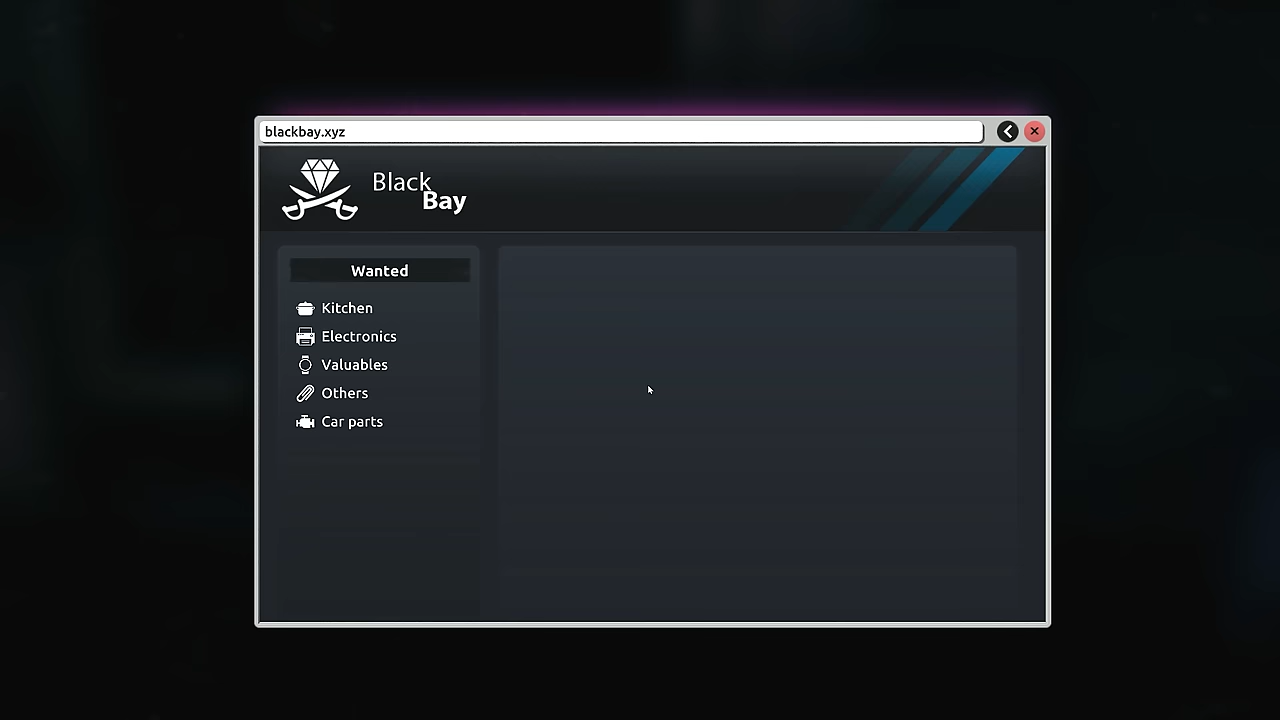 blackbay.xyz
Black
Bay
Wanted
Kitchen
Electronics
Valuables
Others
Car parts